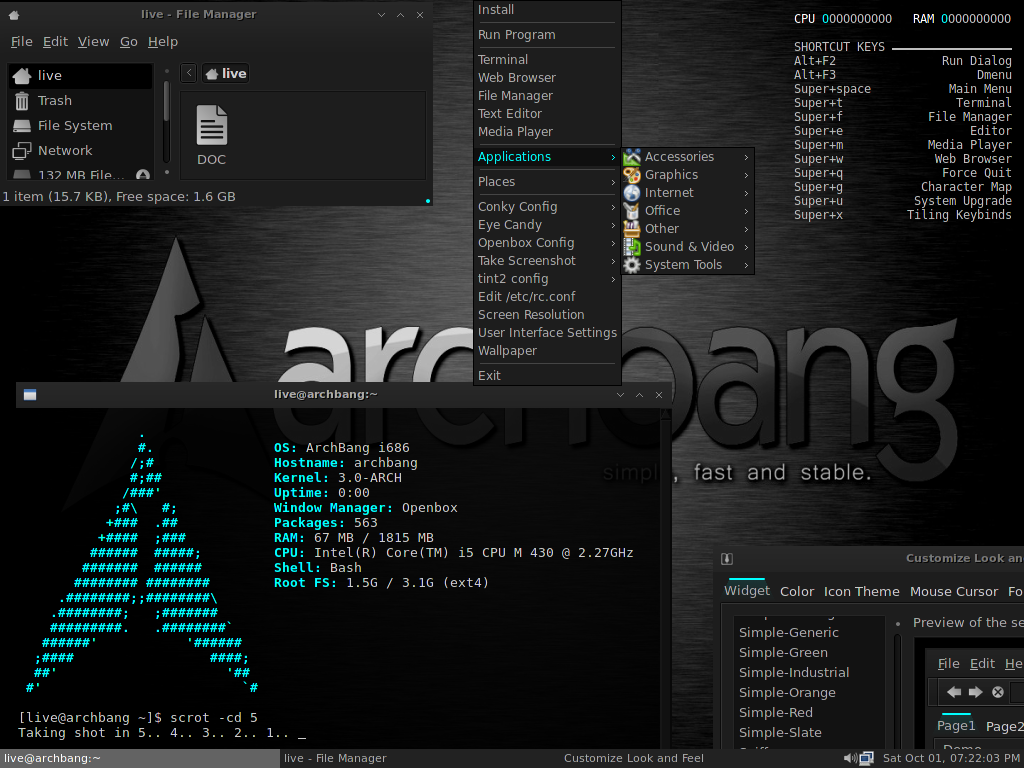 live - File Manager
File Edit View Go Help
live
Trash
File System
Network
132 MB File...
live
DOC
1 item (15.7 KB), Free space: 1.6 GB
Install
Run Program
Terminal
Web Browser
File Manager
Text Editor
Media Player
Applications
Places
Conky Config
Eye Candy
Openbox Config
Take Screenshot
tint2 config
Edit /etc/rc.conf
Screen Resolution
User Interface Settings
Wallpaper
Exit
Accessories
Graphics
Internet
Office
Other
Sound & Video
System Tools
CPU OOOOOOOOOO RAM OOOOOOOOOO
SHORTCUT KEYS
Alt+F2 Run Dialog
Alt+F3 Dmenu
Super+space Main Menu
Super+t Terminal
Super+f File Manager
Super+e Editor
Super+m Media Player
Super+w Web Browser
Super+q Force Quit
Super+g Character Map
Super+u System Upgrade
Super+x Tiling Keybinds
archbang
simple, fast and stable.
live@archbang:~
OS: ArchBang i686
Hostname: archbang
Kernel: 3.0-ARCH
Uptime: 0:00
Window Manager: Openbox
Packages: 563
RAM: 67 MB / 1815 MB
CPU: Intel(R) Core(TM) i5 CPU M 430 @ 2.27GHz
Shell: Bash
Root FS: 1.5G / 3.1G (ext4)
[live@archbang ~]$ scrot -cd 5
Taking shot in 5.. 4.. 3.. 2.. 1.. _
Customize Look an
Widget Color Icon Theme Mouse Cursor Fo
Simple-Generic
Simple-Green
Simple-Industrial
Simple-Orange
Simple-Red
Simple-Slate
Preview of the se
File Edit He
Page1 Page2
Demo
live@archbang:~ live - File Manager Customize Look and Feel Sat Oct 01, 07:22:03 PM